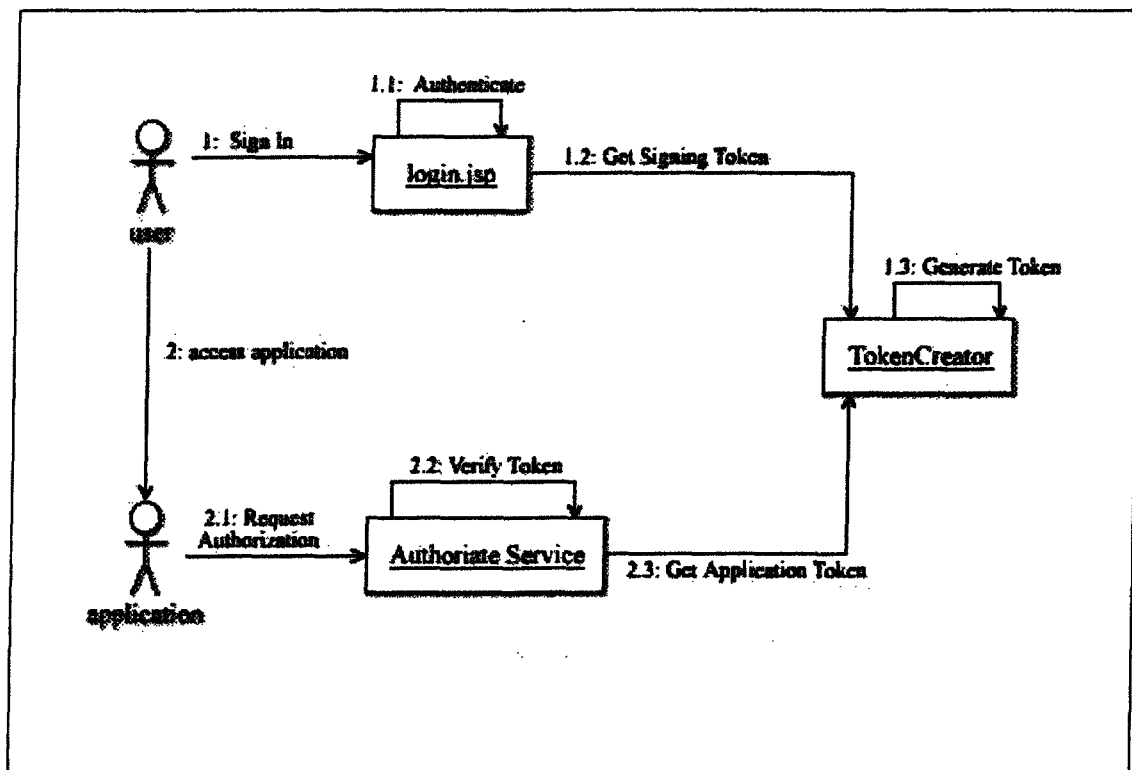 1.1: Authenticate
1: Sign In
login.jsp
1.2: Get Signing Token
user
1.3: Generate Token
TokenCreator
2: access application
2.2: Verify Token
2.1: Request
Authorization
Authoriate Service
2.3: Get Application Token
application